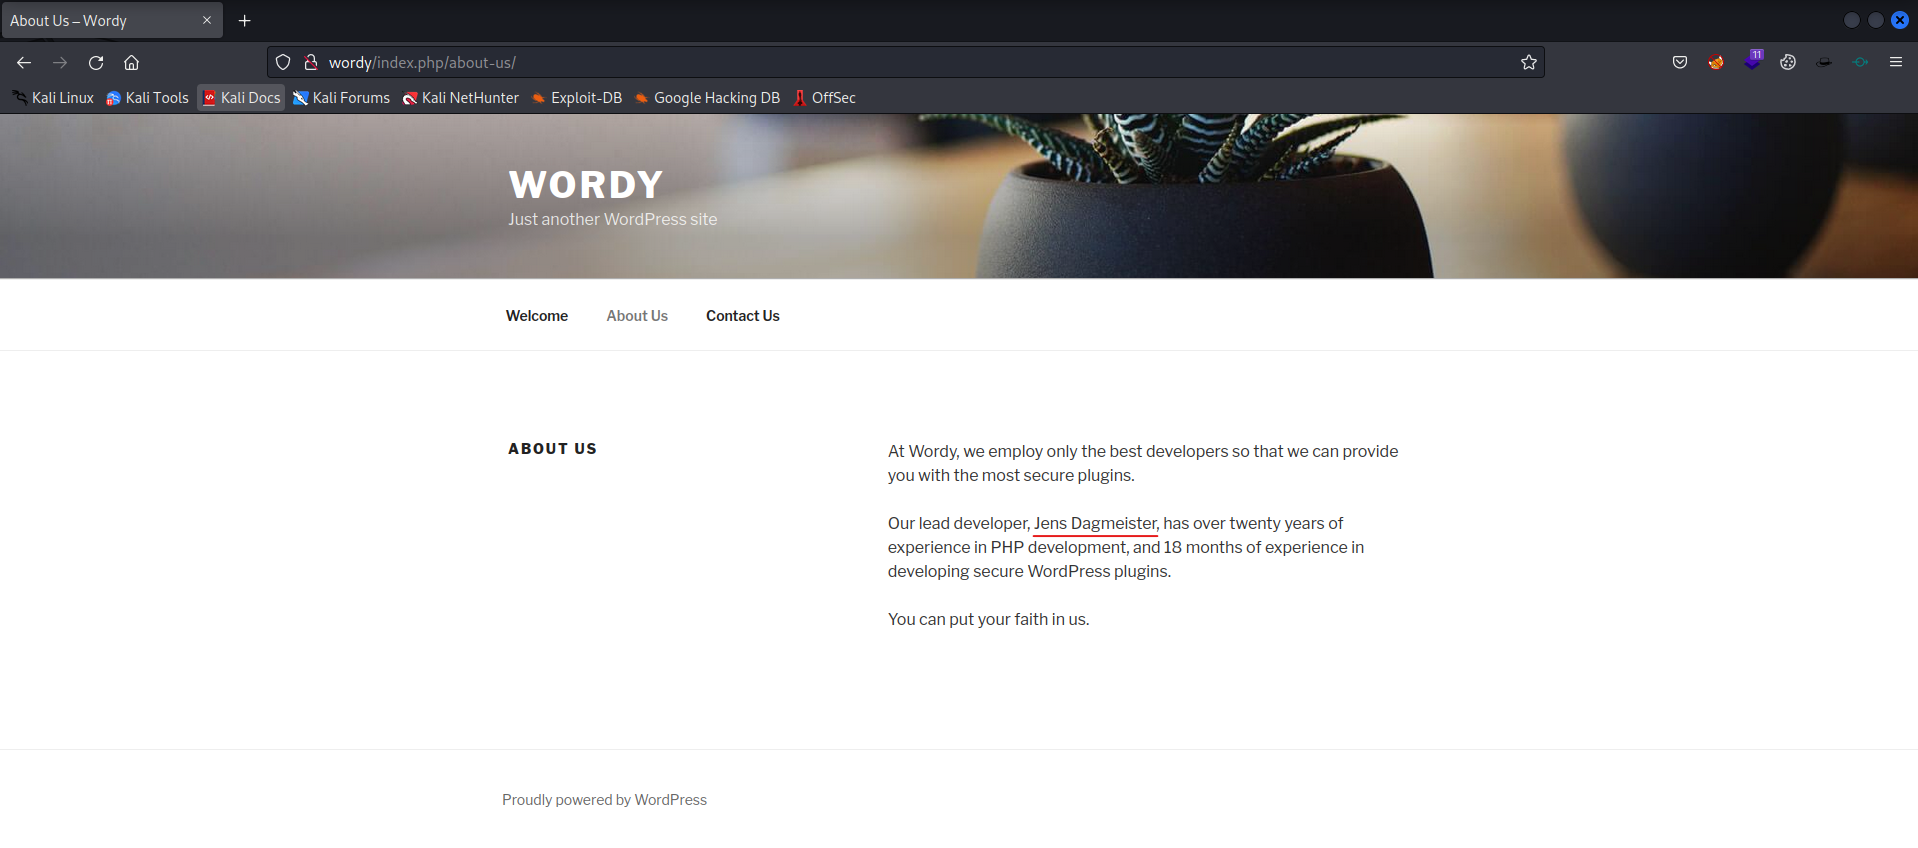 About Us – Wordy
wordy/index.php/about-us/
11
Kali Linux Kali Tools Kali Docs Kali Forums Kali NetHunter Exploit-DB Google Hacking DB OffSec
WORDY
Just another WordPress site
Welcome About Us Contact Us
ABOUT US
At Wordy, we employ only the best developers so that we can provide
you with the most secure plugins.
Our lead developer, Jens Dagmeister, has over twenty years of
experience in PHP development, and 18 months of experience in
developing secure WordPress plugins.
You can put your faith in us.
Proudly powered by WordPress